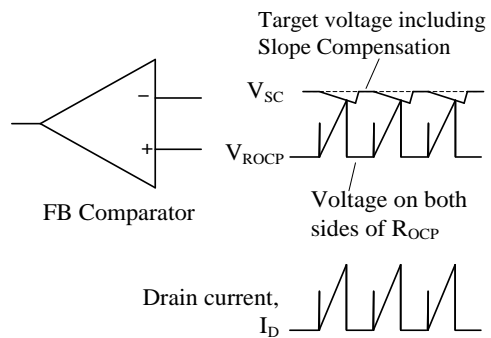 Target voltage including
Slope Compensation
V_SC
−
+
V_ROCP
FB Comparator
Voltage on both
sides of R_OCP
Drain current,
I_D